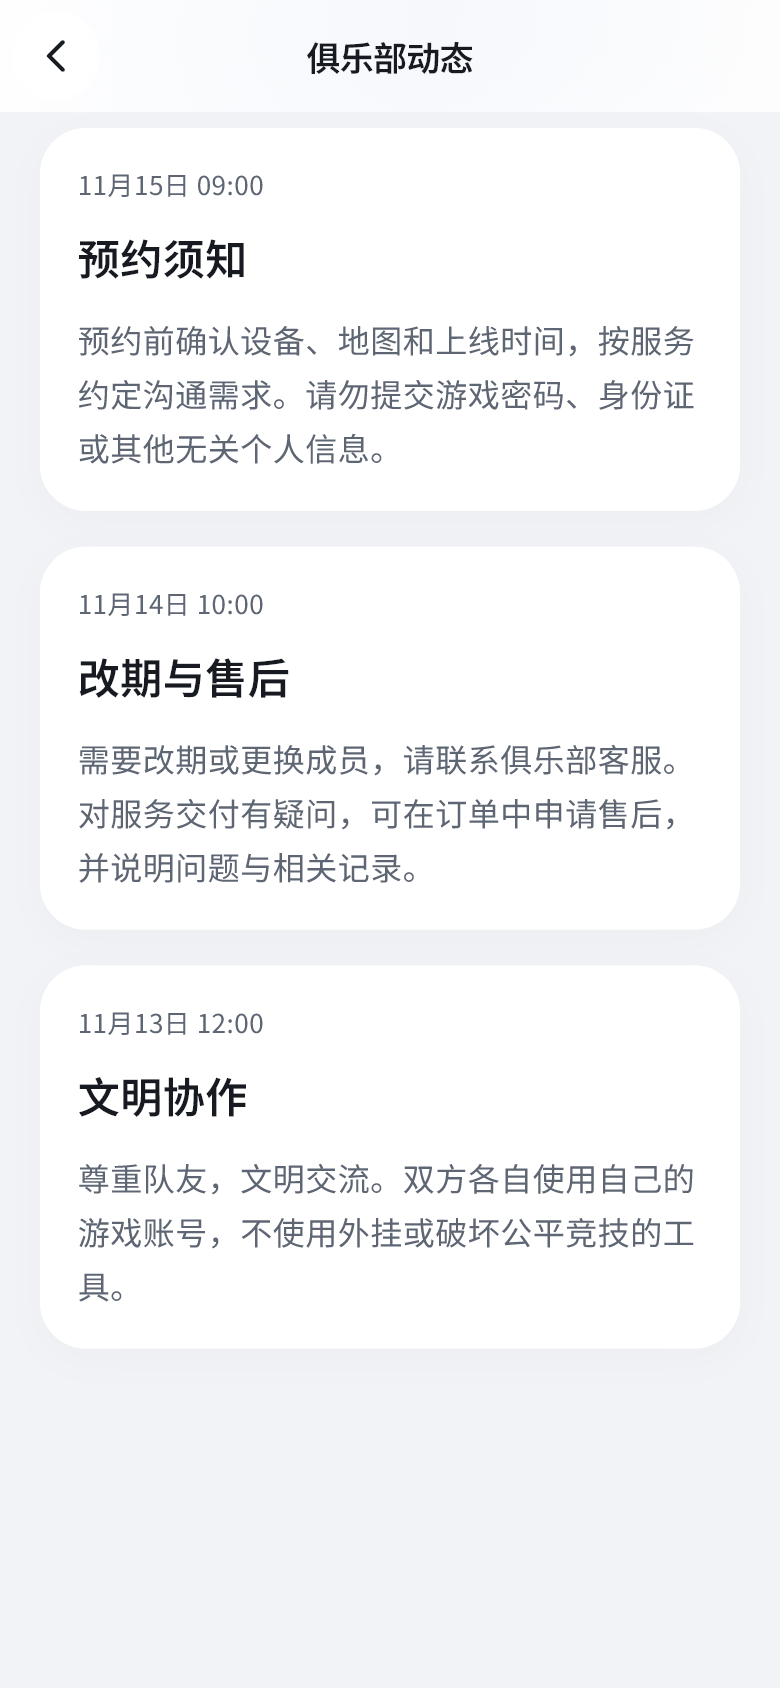 俱乐部动态
11月15日 09:00
预约须知
预约前确认设备、地图和上线时间，按服务
约定沟通需求。请勿提交游戏密码、身份证
或其他无关个人信息。
11月14日 10:00
改期与售后
需要改期或更换成员，请联系俱乐部客服。
对服务交付有疑问，可在订单中申请售后，
并说明问题与相关记录。
11月13日 12:00
文明协作
尊重队友，文明交流。双方各自使用自己的
游戏账号，不使用外挂或破坏公平竞技的工
具。